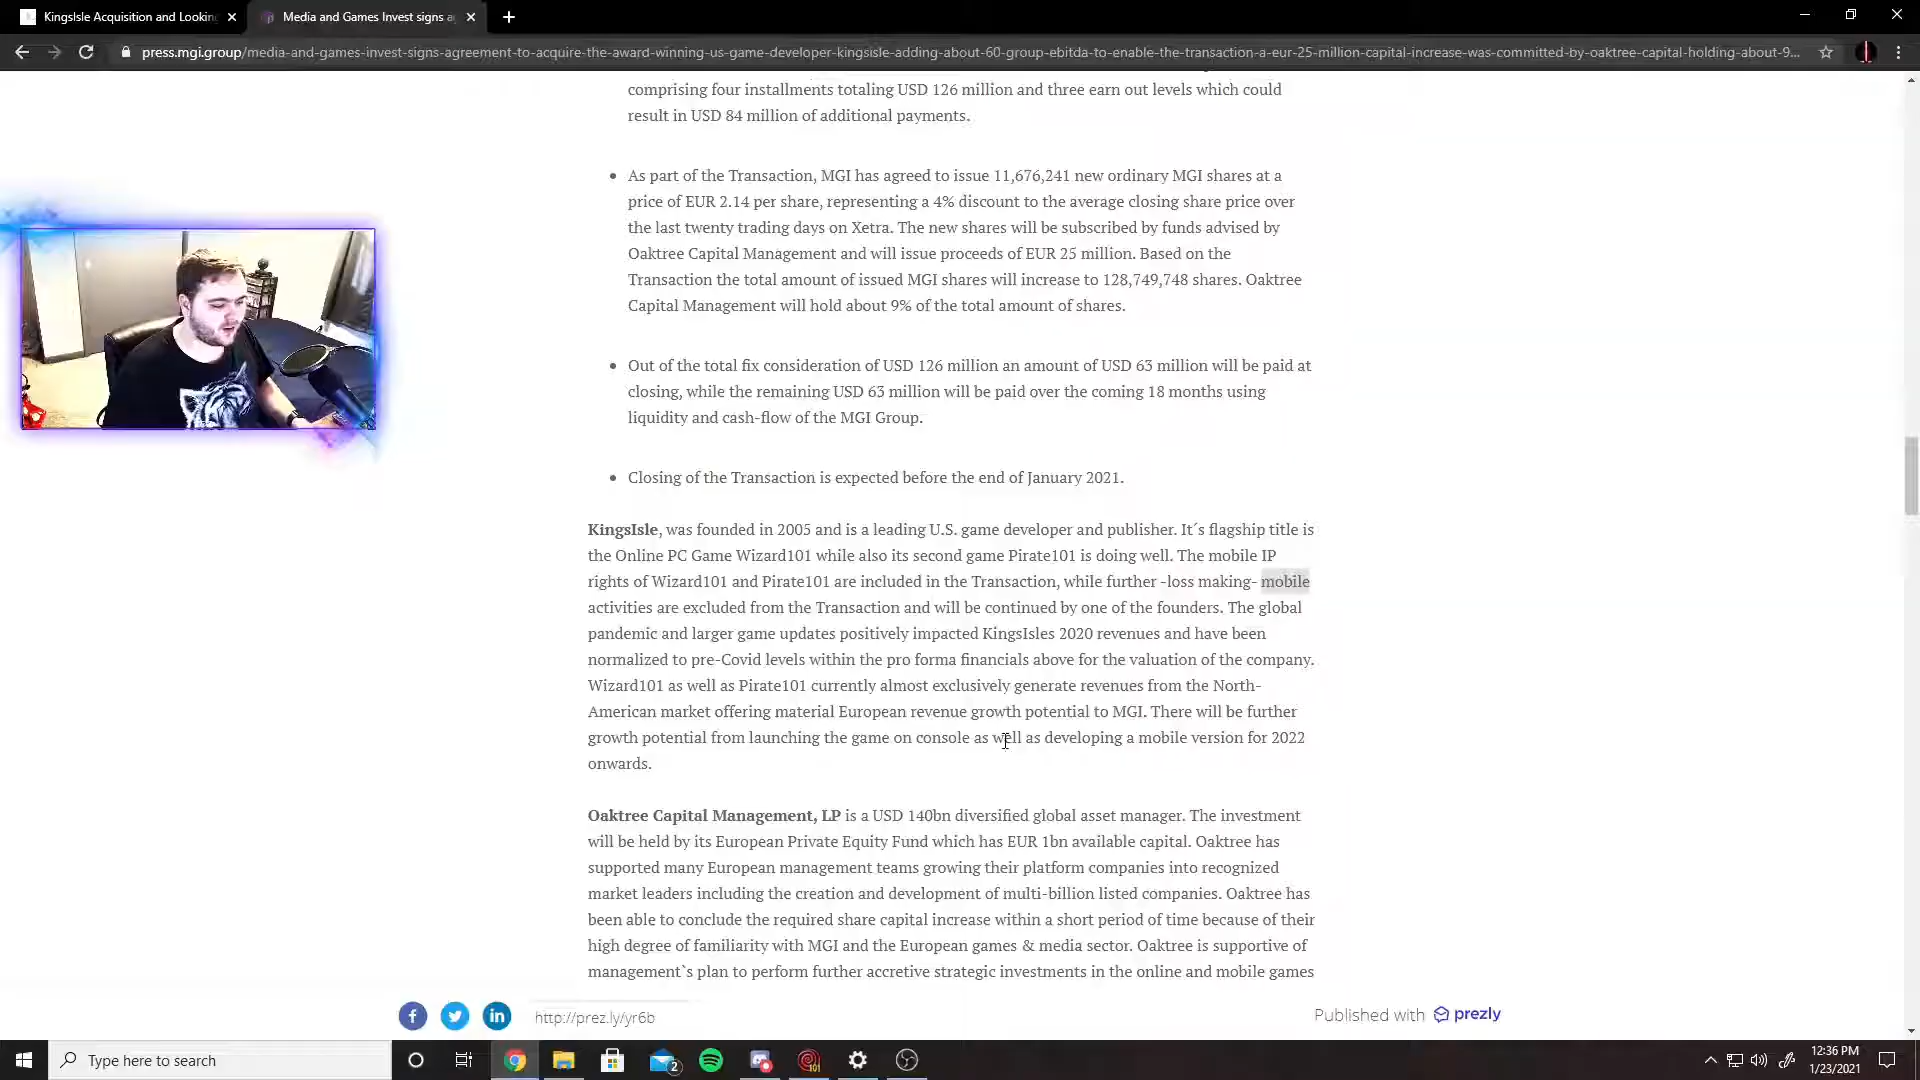 KingsIsle Acquisition and Looking
Media and Games Invest signs a
press.mgi.group/media-and-games-invest-signs-agreement-to-acquire-the-award-winning-us-game-developer-kingsisle-adding-about-60-group-ebitda-to-enable-the-transaction-a-eur-25-million-capital-increase-was-committed-by-oaktree-capital-holding-about-9...
comprising four installments totaling USD 126 million and three earn out levels which could
result in USD 84 million of additional payments.
• As part of the Transaction, MGI has agreed to issue 11,676,241 new ordinary MGI shares at a
price of EUR 2.14 per share, representing a 4% discount to the average closing share price over
the last twenty trading days on Xetra. The new shares will be subscribed by funds advised by
Oaktree Capital Management and will issue proceeds of EUR 25 million. Based on the
Transaction the total amount of issued MGI shares will increase to 128,749,748 shares. Oaktree
Capital Management will hold about 9% of the total amount of shares.
• Out of the total fix consideration of USD 126 million an amount of USD 63 million will be paid at
closing, while the remaining USD 63 million will be paid over the coming 18 months using
liquidity and cash-flow of the MGI Group.
• Closing of the Transaction is expected before the end of January 2021.
KingsIsle, was founded in 2005 and is a leading U.S. game developer and publisher. It´s flagship title is
the Online PC Game Wizard101 while also its second game Pirate101 is doing well. The mobile IP
rights of Wizard101 and Pirate101 are included in the Transaction, while further -loss making- mobile
activities are excluded from the Transaction and will be continued by one of the founders. The global
pandemic and larger game updates positively impacted KingsIsles 2020 revenues and have been
normalized to pre-Covid levels within the pro forma financials above for the valuation of the company.
Wizard101 as well as Pirate101 currently almost exclusively generate revenues from the North-
American market offering material European revenue growth potential to MGI. There will be further
growth potential from launching the game on console as well as developing a mobile version for 2022
onwards.
Oaktree Capital Management, LP is a USD 140bn diversified global asset manager. The investment
will be held by its European Private Equity Fund which has EUR 1bn available capital. Oaktree has
supported many European management teams growing their platform companies into recognized
market leaders including the creation and development of multi-billion listed companies. Oaktree has
been able to conclude the required share capital increase within a short period of time because of their
high degree of familiarity with MGI and the European games & media sector. Oaktree is supportive of
management`s plan to perform further accretive strategic investments in the online and mobile games
http://prez.ly/yr6b
Published with prezly
Type here to search
2
101
12:36 PM
1/23/2021